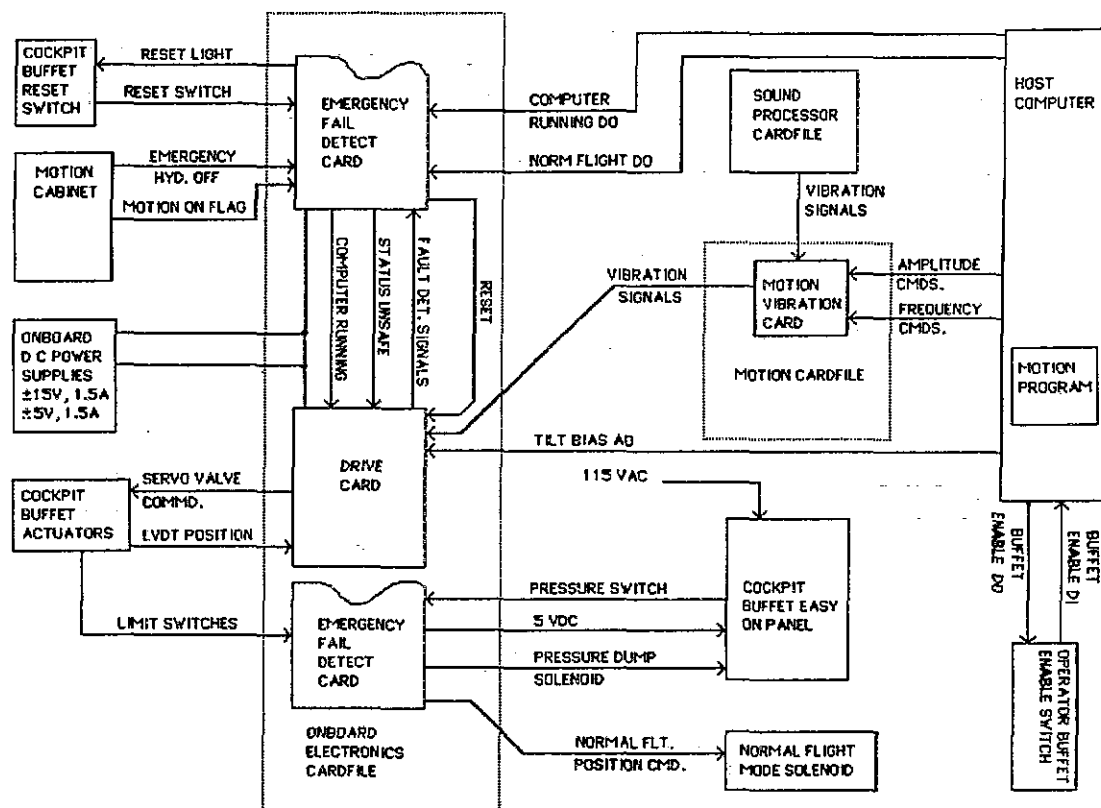 COCKPIT
BUFFET
RESET
SWITCH
RESET LIGHT
RESET SWITCH
MOTION
CABINET
EMERGENCY
HYD. OFF
MOTION ON FLAG
EMERGENCY
FAIL
DETECT
CARD
COMPUTER
RUNNING DO
NORM FLIGHT DO
SOUND
PROCESSOR
CARDFILE
HOST
COMPUTER
VIBRATION
SIGNALS
COMPUTER RUNNING
STATUS UNSAFE
FAULT DET. SIGNALS
RESET
VIBRATION
SIGNALS
MOTION
VIBRATION
CARD
AMPLITUDE
CMDS.
FREQUENCY
CMDS.
MOTION CARDFILE
MOTION
PROGRAM
ONBOARD
D C POWER
SUPPLIES
±15V, 1.5A
±5V, 1.5A
DRIVE
CARD
TILT BIAS AO
115 VAC
COCKPIT
BUFFET
ACTUATORS
SERVO VALVE
COMMD.
LVDT POSITION
LIMIT SWITCHES
EMERGENCY
FAIL
DETECT
CARD
PRESSURE SWITCH
5 VDC
PRESSURE DUMP
SOLENOID
COCKPIT
BUFFET EASY
ON PANEL
BUFFET
ENABLE DO
BUFFET
ENABLE DI
OPERATOR BUFFET
ENABLE SWITCH
ONBOARD
ELECTRONICS
CARDFILE
NORMAL FLT.
POSITION CMD.
NORMAL FLIGHT
MODE SOLENOID